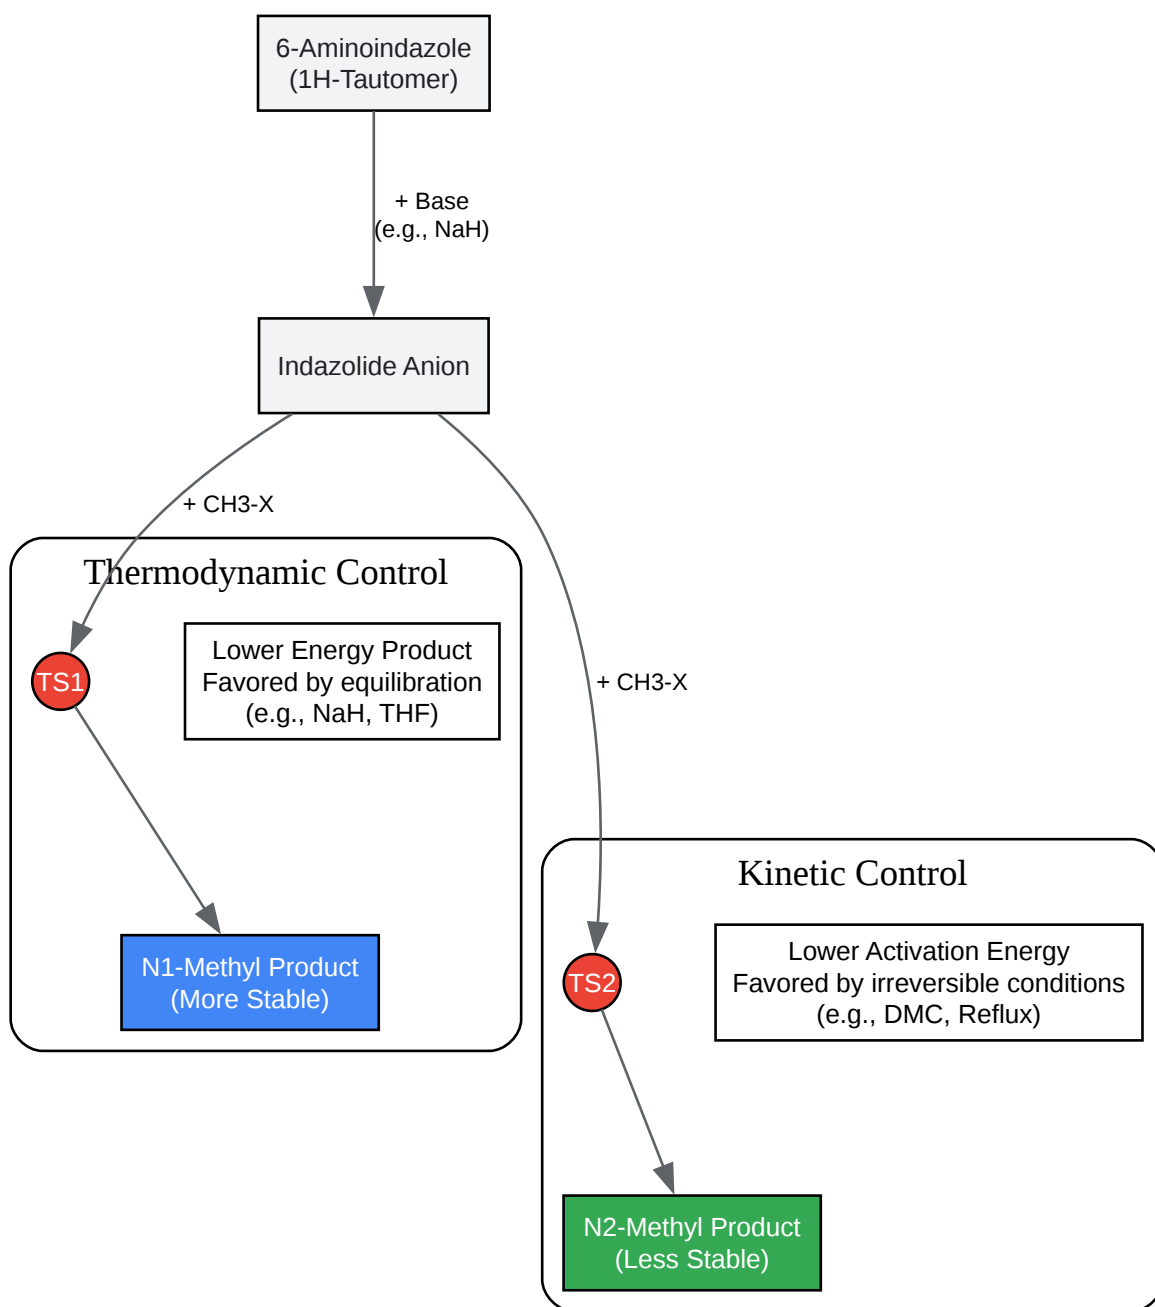 6-Aminoindazole
(1H-Tautomer)
+ Base
(e.g., NaH)
Indazolide Anion
+ CH3-X
Thermodynamic Control
Lower Energy Product
Favored by equilibration
(e.g., NaH, THF)
TS1
+ CH3-X
N1-Methyl Product
(More Stable)
Kinetic Control
Lower Activation Energy
Favored by irreversible conditions
(e.g., DMC, Reflux)
TS2
N2-Methyl Product
(Less Stable)